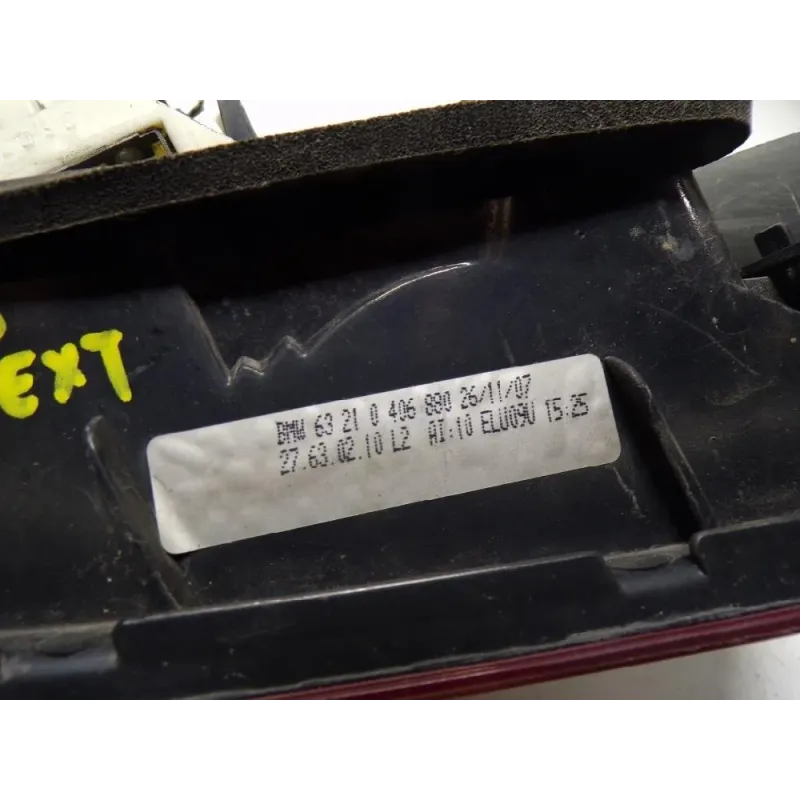 EXT
BMW 63 21 0 406 880 26/11/07
27.63.02.10 L2 AI:10 ELU09U 15:25